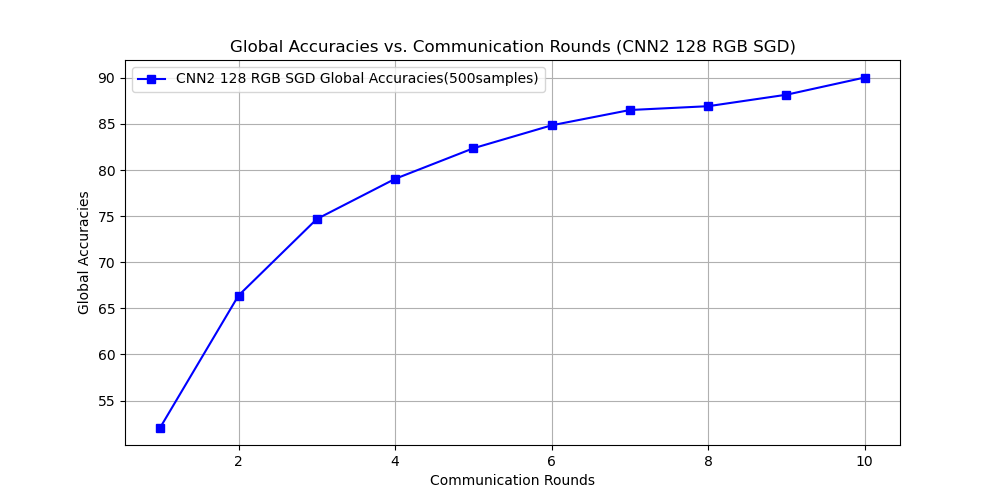 Global Accuracies vs. Communication Rounds (CNN2 128 RGB SGD)
CNN2 128 RGB SGD Global Accuracies(500samples)
90
85
80
75
70
65
60
55
Global Accuracies
2 4 6 8 10
Communication Rounds